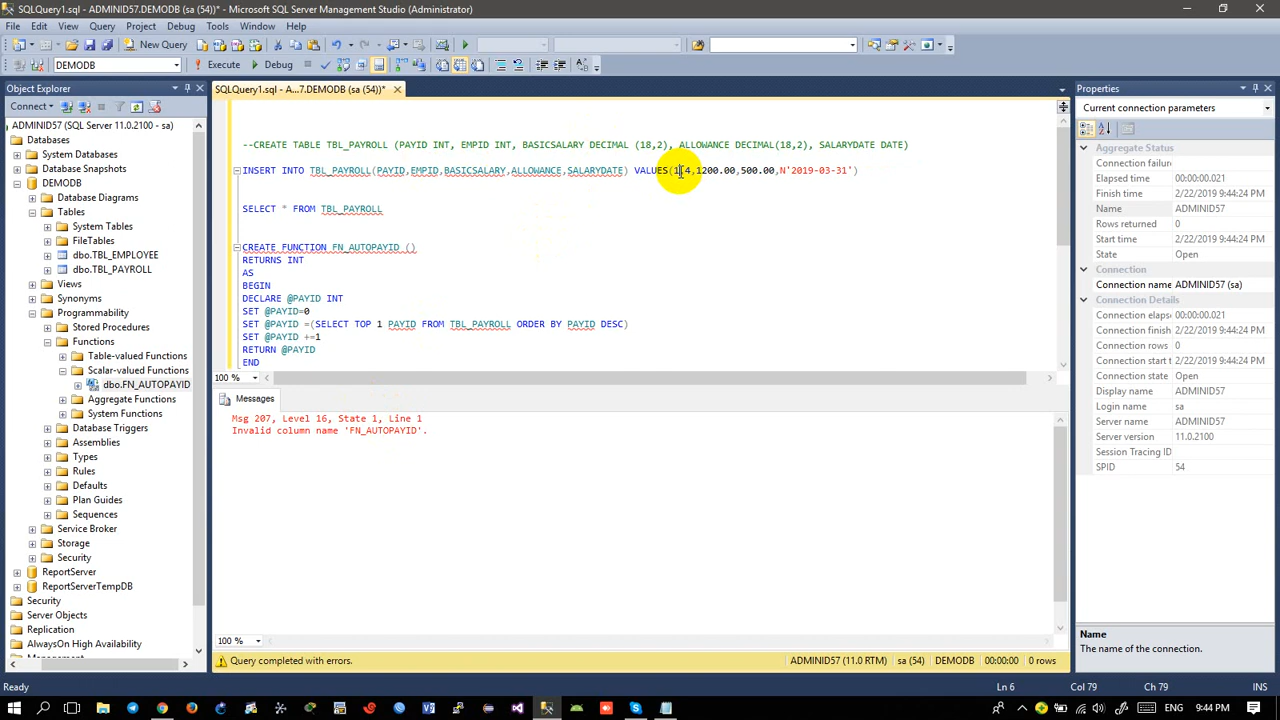 SQLQuery1.sql - ADMINID57.DEMODB (sa (54))* - Microsoft SQL Server Management Studio (Administrator)
File Edit View Query Project Debug Tools Window Help
New Query
DEMODB Execute Debug
Object Explorer
Connect
ADMINID57 (SQL Server 11.0.2100 - sa)
Databases
System Databases
Database Snapshots
DEMODB
Database Diagrams
Tables
System Tables
FileTables
dbo.TBL_EMPLOYEE
dbo.TBL_PAYROLL
Views
Synonyms
Programmability
Stored Procedures
Functions
Table-valued Functions
Scalar-valued Functions
dbo.FN_AUTOPAYID
Aggregate Functions
System Functions
Database Triggers
Assemblies
Types
Rules
Defaults
Plan Guides
Sequences
Service Broker
Storage
Security
ReportServer
ReportServerTempDB
Security
Server Objects
Replication
AlwaysOn High Availability
SQLQuery1.sql - A...7.DEMODB (sa (54))*
--CREATE TABLE TBL_PAYROLL (PAYID INT, EMPID INT, BASICSALARY DECIMAL (18,2), ALLOWANCE DECIMAL(18,2), SALARYDATE DATE)
INSERT INTO TBL_PAYROLL(PAYID,EMPID,BASICSALARY,ALLOWANCE,SALARYDATE) VALUES(1,4,1200.00,500.00,N'2019-03-31')
SELECT * FROM TBL_PAYROLL
CREATE FUNCTION FN_AUTOPAYID ()
RETURNS INT
AS
BEGIN
DECLARE @PAYID INT
SET @PAYID=0
SET @PAYID =(SELECT TOP 1 PAYID FROM TBL_PAYROLL ORDER BY PAYID DESC)
SET @PAYID +=1
RETURN @PAYID
END
100 %
Messages
Msg 207, Level 16, State 1, Line 1
Invalid column name 'FN_AUTOPAYID'.
100 %
Query completed with errors. ADMINID57 (11.0 RTM) sa (54) DEMODB 00:00:00 0 rows
Properties
Current connection parameters
Aggregate Status
Connection failure
Elapsed time 00:00:00.021
Finish time 2/22/2019 9:44:24 PM
Name ADMINID57
Rows returned 0
Start time 2/22/2019 9:44:24 PM
State Open
Connection
Connection name ADMINID57 (sa)
Connection Details
Connection elaps 00:00:00.021
Connection finish 2/22/2019 9:44:24 PM
Connection rows 0
Connection start t 2/22/2019 9:44:24 PM
Connection state Open
Display name ADMINID57
Login name sa
Server name ADMINID57
Server version 11.0.2100
Session Tracing ID
SPID 54
Name
The name of the connection.
Ready Ln 6 Col 79 Ch 79 INS
ENG 9:44 PM